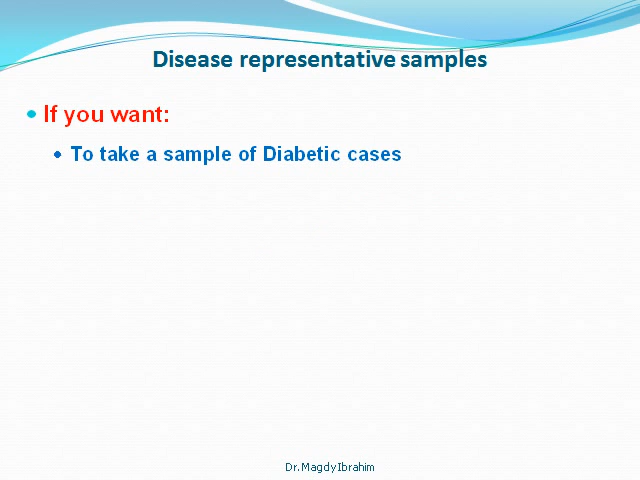 Disease representative samples
• If you want:
• To take a sample of Diabetic cases
Dr. Magdy Ibrahim